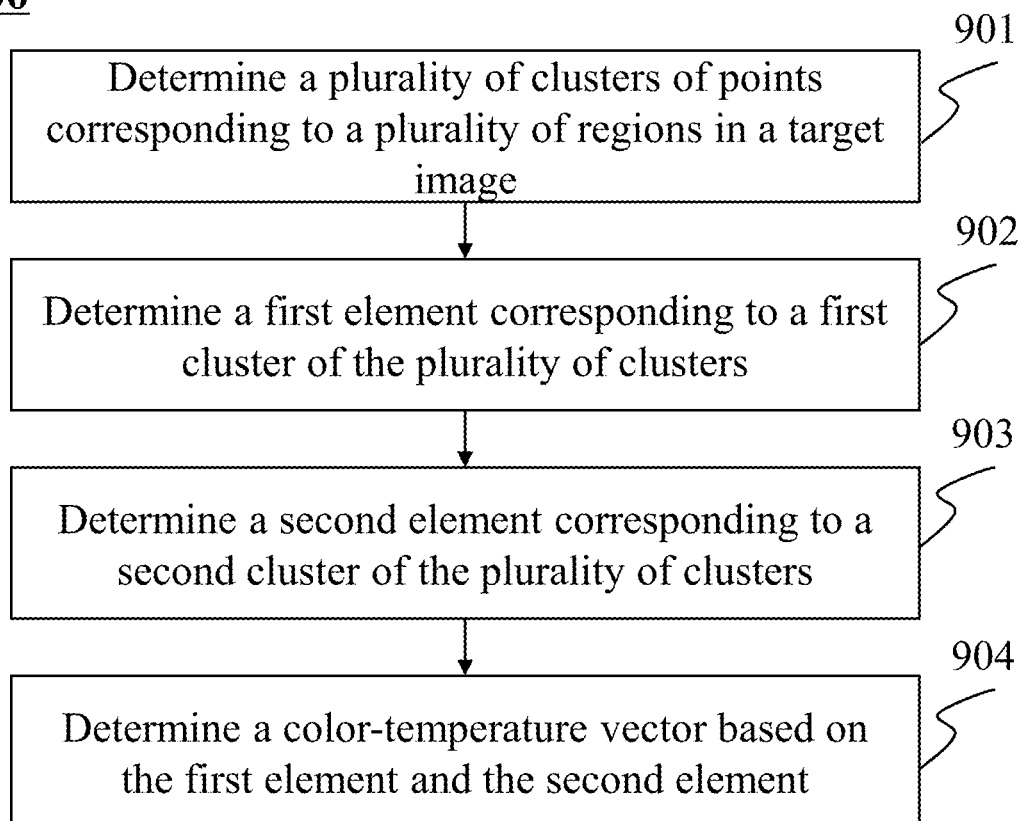 901
Determine a plurality of clusters of points
corresponding to a plurality of regions in a target
image
902
Determine a first element corresponding to a first
cluster of the plurality of clusters
903
Determine a second element corresponding to a
second cluster of the plurality of clusters
904
Determine a color-temperature vector based on
the first element and the second element